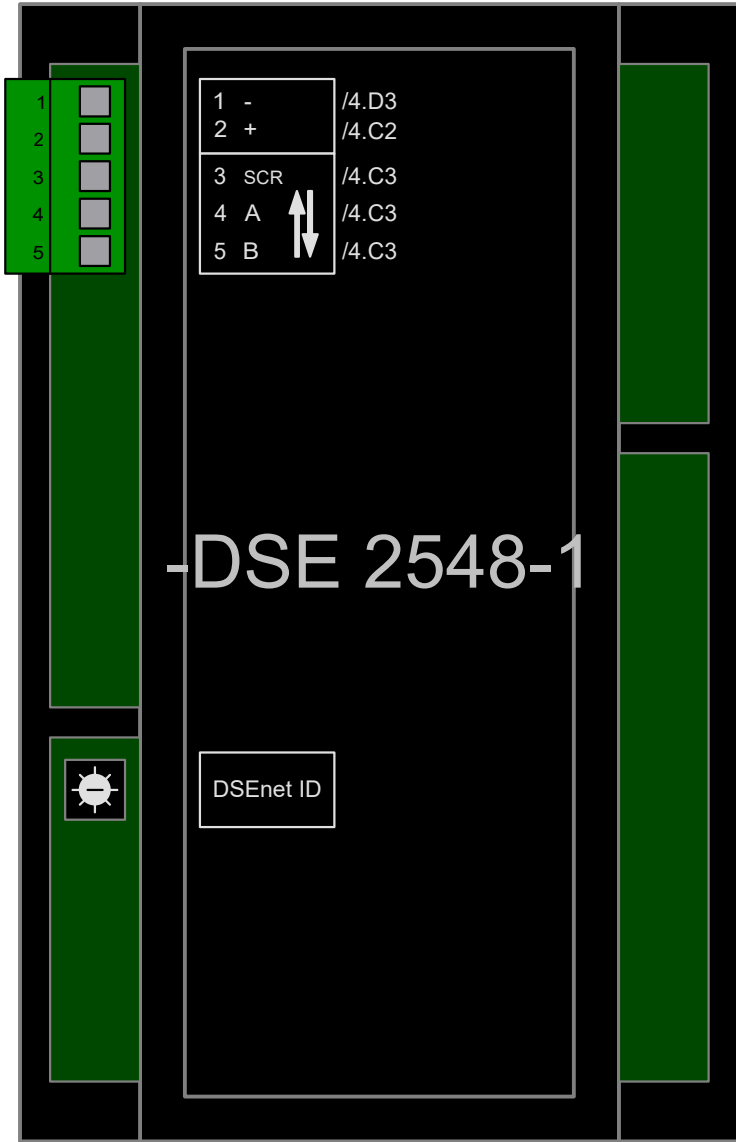 1
2
3
4
5
1 - /4.D3
2 + /4.C2
3 SCR /4.C3
4 A /4.C3
5 B /4.C3
-DSE 2548-1
DSEnet ID